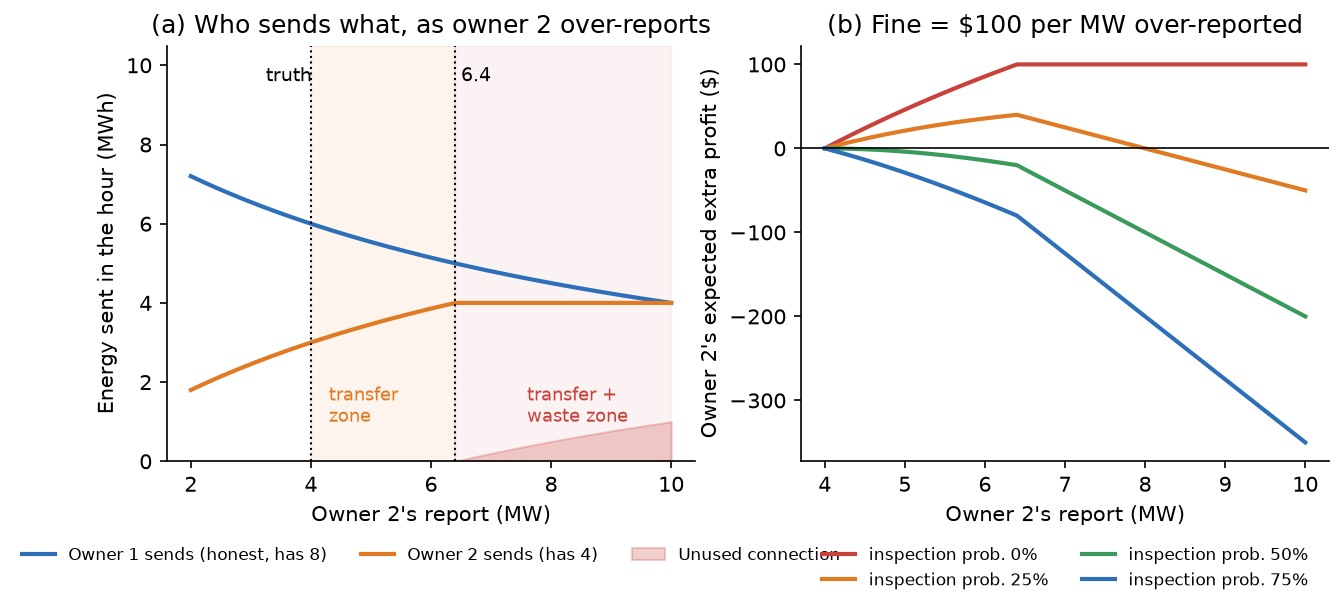 (a) Who sends what, as owner 2 over-reports
Energy sent in the hour (MWh)
10
8
6
4
2
0
truth
6.4
transfer
zone
transfer +
waste zone
2
4
6
8
10
Owner 2's report (MW)
(b) Fine = $100 per MW over-reported
Owner 2's expected extra profit ($)
100
0
−100
−200
−300
4
5
6
7
8
9
10
Owner 2's report (MW)
Owner 1 sends (honest, has 8)
Owner 2 sends (has 4)
Unused connection
inspection prob. 0%
inspection prob. 25%
inspection prob. 50%
inspection prob. 75%